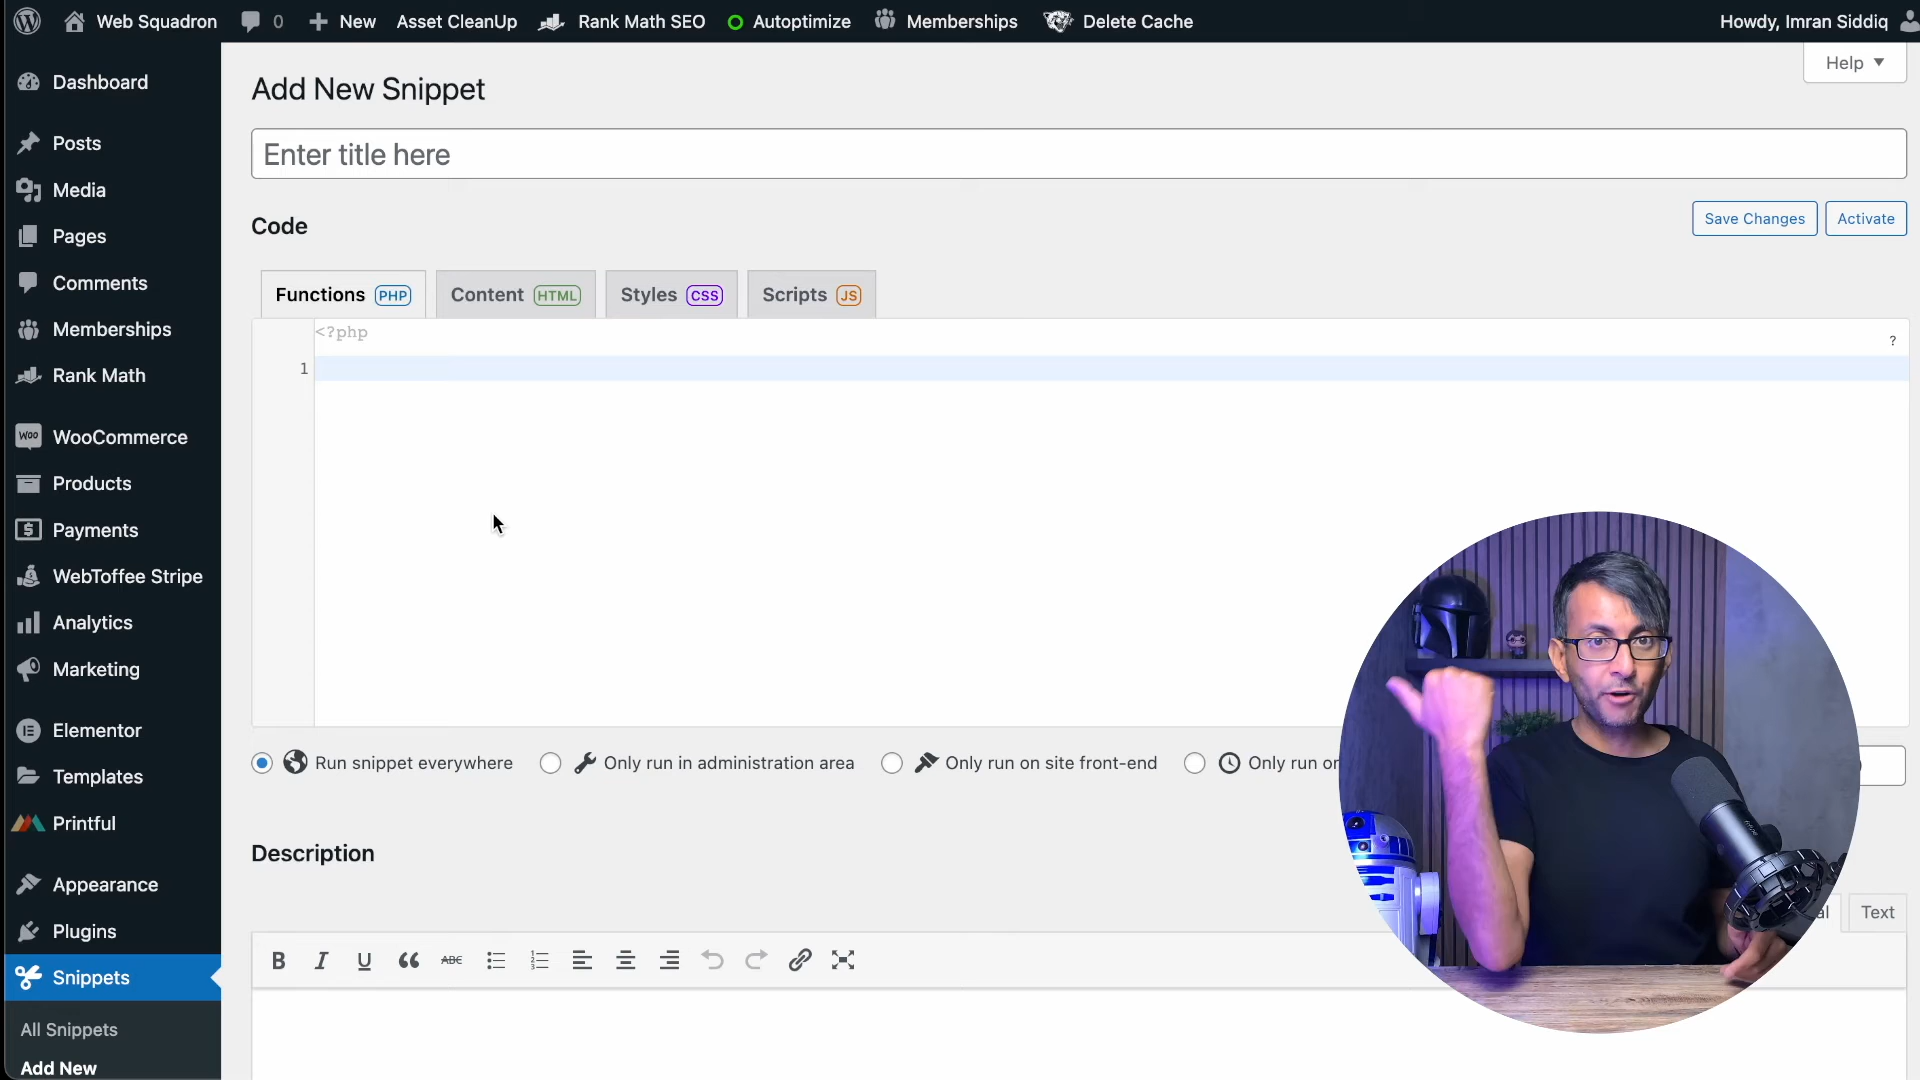 Web Squadron 0 New Asset CleanUp Rank Math SEO Autoptimize Memberships Delete Cache Howdy, Imran Siddiq
Help
Dashboard
Posts
Media
Pages
Comments
Memberships
Rank Math
WooCommerce
Products
Payments
WebToffee Stripe
Analytics
Marketing
Elementor
Templates
Printful
Appearance
Plugins
Snippets
All Snippets
Add New
Add New Snippet
Enter title here
Code
Save Changes Activate
Functions PHP Content HTML Styles CSS Scripts JS
<?php
?
1
Run snippet everywhere Only run in administration area Only run on site front-end Only run on
Description
Text
B I U ABC